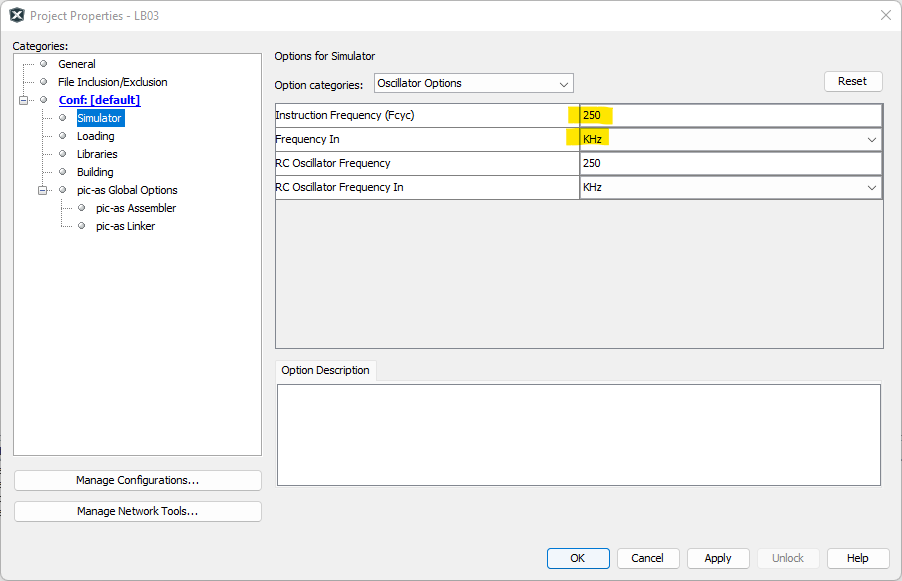 Project Properties - LB03
Categories:
General
File Inclusion/Exclusion
Conf: [default]
Simulator
Loading
Libraries
Building
pic-as Global Options
pic-as Assembler
pic-as Linker
Manage Configurations...
Manage Network Tools...
Options for Simulator
Option categories: Oscillator Options Reset
Instruction Frequency (Fcyc) 250
Frequency In KHz
RC Oscillator Frequency 250
RC Oscillator Frequency In KHz
Option Description
OK Cancel Apply Unlock Help